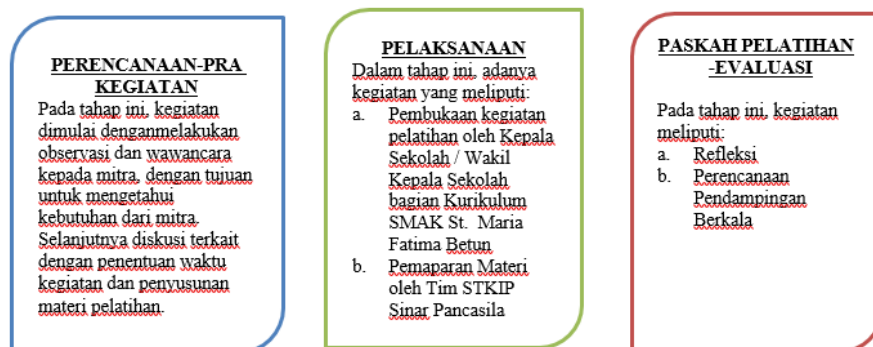 PERENCANAAN-PRA
KEGIATAN
Pada tahap ini, kegiatan
dimulai denganmelakukan
observasi dan wawancara
kepada mitra, dengan tujuan
untuk mengetahui
kebutuhan dari mitra.
Selanjutnya diskusi terkait
dengan penentuan waktu
kegiatan dan penyusunan
materi pelatihan.
PELAKSANAAN
Dalam tahap ini, adanya
kegiatan yang meliputi:
a. Pembukaan kegiatan
pelatihan oleh Kepala
Sekolah / Wakil
Kepala Sekolah
bagian Kurikulum
SMAK St. Maria
Fatima Betun
b. Pemaparan Materi
oleh Tim STKIP
Sinar Pancasila
PASKAH PELATIHAN
-EVALUASI
Pada tahap ini, kegiatan
meliputi:
a. Refleksi
b. Perencanaan
Pendampingan
Berkala